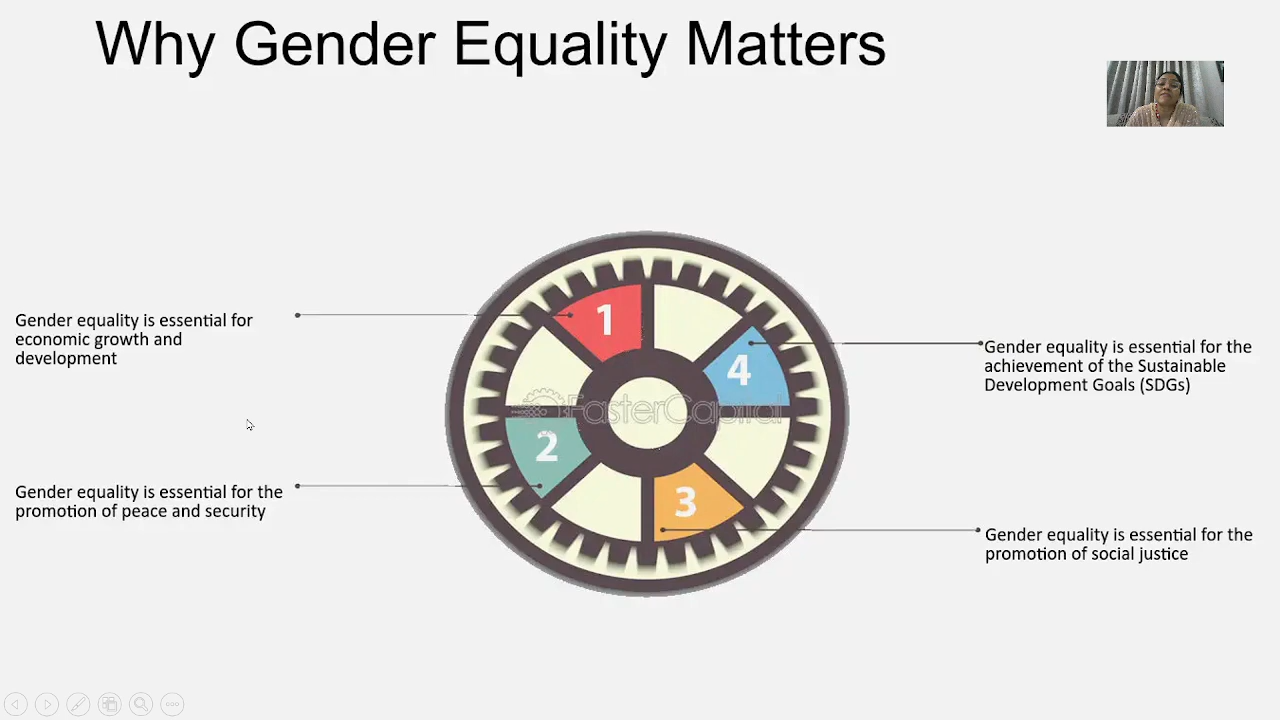 Why Gender Equality Matters
Gender equality is essential for
economic growth and
development
Gender equality is essential for the
promotion of peace and security
1
2
3
4
FasterCapital
Gender equality is essential for the
achievement of the Sustainable
Development Goals (SDGs)
Gender equality is essential for the
promotion of social justice